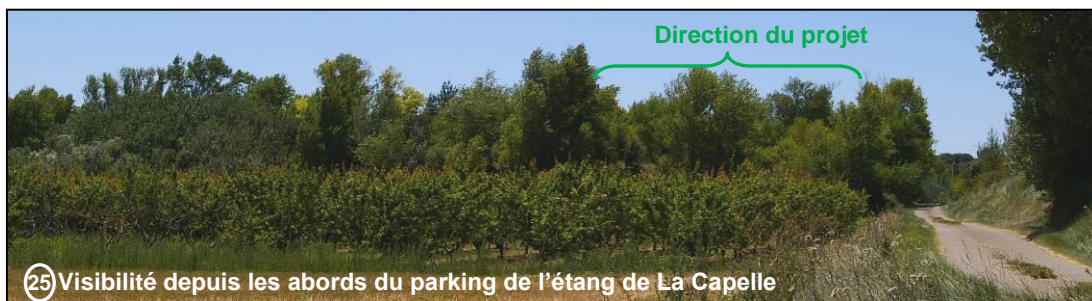 Direction du projet
25 Visibilité depuis les abords du parking de l'étang de La Capelle